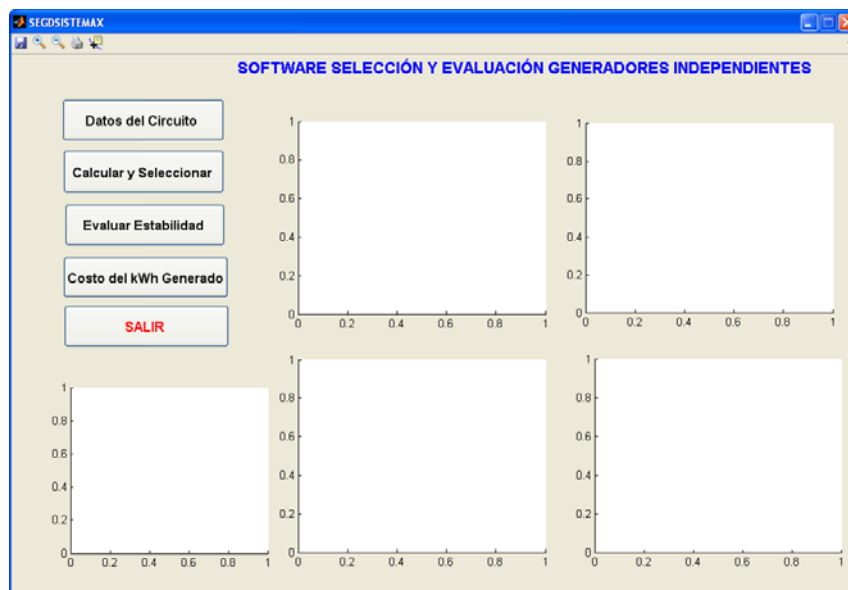 SEGDSISTEMAX
SOFTWARE SELECCIÓN Y EVALUACIÓN GENERADORES INDEPENDIENTES
Datos del Circuito
Calcular y Seleccionar
Evaluar Estabilidad
Costo del kWh Generado
SALIR
1
0.8
0.6
0.4
0.2
0
0 0.2 0.4 0.6 0.8 1
1
0.8
0.6
0.4
0.2
0
0 0.2 0.4 0.6 0.8 1
1
0.8
0.6
0.4
0.2
0
0 0.2 0.4 0.6 0.8 1
1
0.8
0.6
0.4
0.2
0
0 0.2 0.4 0.6 0.8 1
1
0.8
0.6
0.4
0.2
0
0 0.2 0.4 0.6 0.8 1